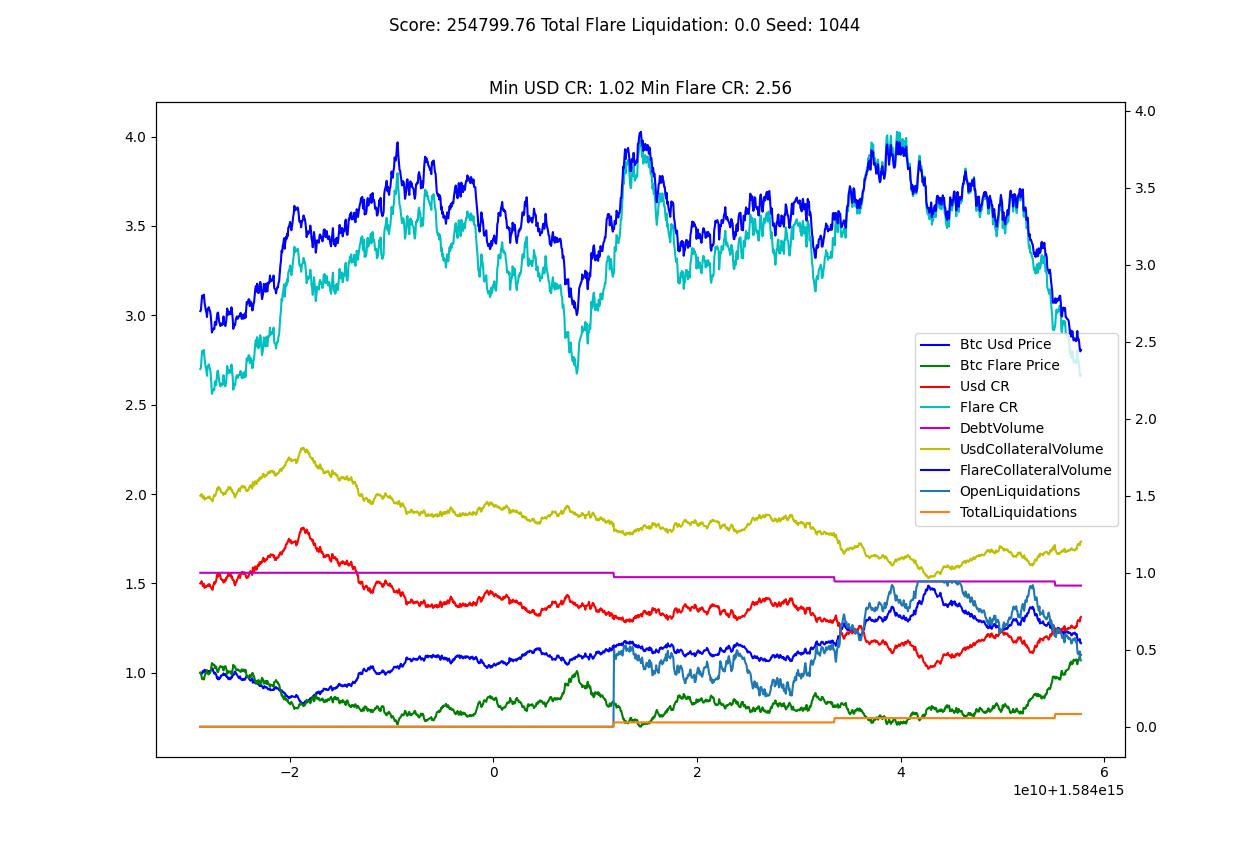 Score: 254799.76 Total Flare Liquidation: 0.0 Seed: 1044
Min USD CR: 1.02 Min Flare CR: 2.56
4.0
3.5
3.0
2.5
2.0
1.5
1.0
4.0
3.5
3.0
2.5
2.0
1.5
1.0
0.5
0.0
Btc Usd Price
Btc Flare Price
Usd CR
Flare CR
DebtVolume
UsdCollateralVolume
FlareCollateralVolume
OpenLiquidations
TotalLiquidations
−2 0 2 4 6
1e10+1.584e15